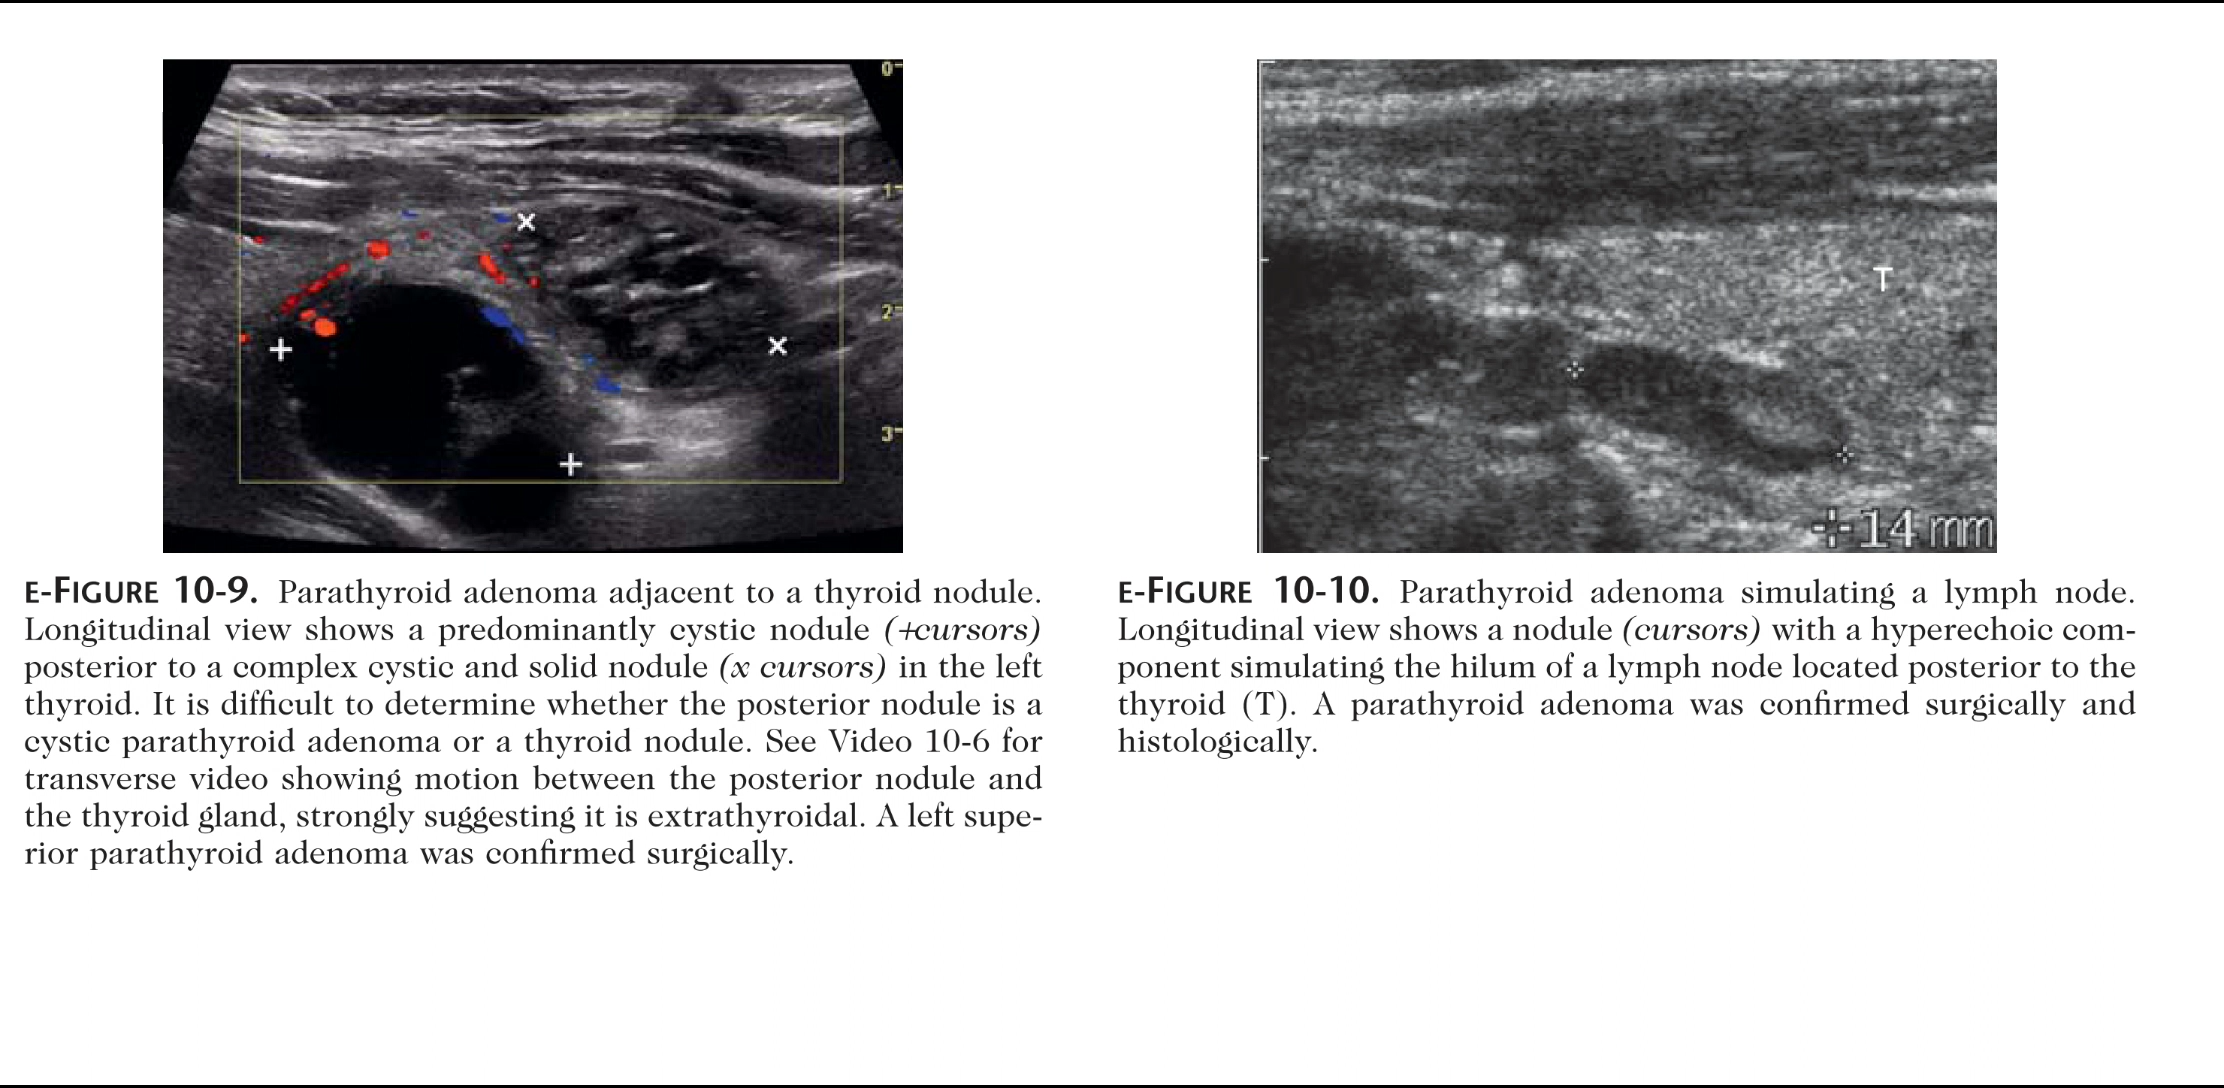 0
1
2
3
T
14 mm
E-FIGURE 10-9. Parathyroid adenoma adjacent to a thyroid nodule.
Longitudinal view shows a predominantly cystic nodule (+cursors)
posterior to a complex cystic and solid nodule (x cursors) in the left
thyroid. It is difficult to determine whether the posterior nodule is a
cystic parathyroid adenoma or a thyroid nodule. See Video 10-6 for
transverse video showing motion between the posterior nodule and
the thyroid gland, strongly suggesting it is extrathyroidal. A left supe-
rior parathyroid adenoma was confirmed surgically.
E-FIGURE 10-10. Parathyroid adenoma simulating a lymph node.
Longitudinal view shows a nodule (cursors) with a hyperechoic com-
ponent simulating the hilum of a lymph node located posterior to the
thyroid (T). A parathyroid adenoma was confirmed surgically and
histologically.